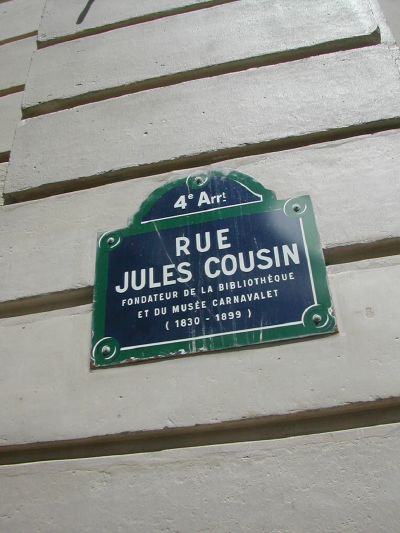 4e Arrt
RUE
JULES COUSIN
FONDATEUR DE LA BIBLIOTHÈQUE
ET DU MUSÉE CARNAVALET
( 1830 - 1899 )